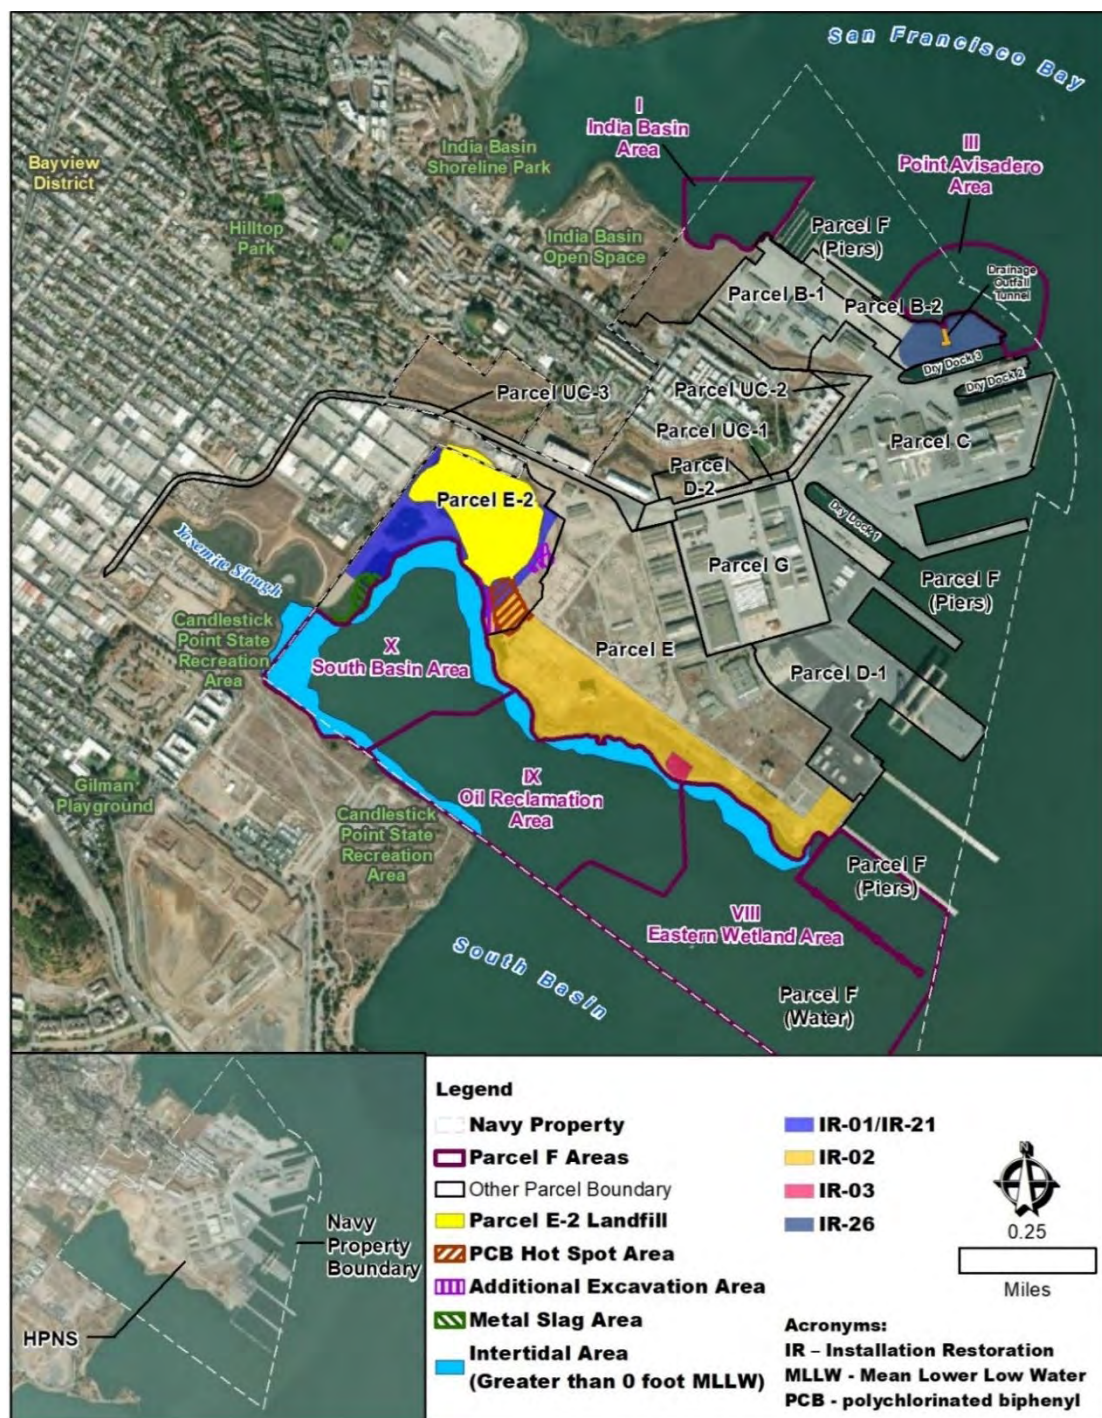 San Francisco Bay
I
India Basin
Area
III
Point Avisadero
Area
India Basin
Shoreline Park
Bayview
District
Hilltop
Park
India Basin
Open Space
Parcel F
(Piers)
Drainage
Outfall
Tunnel
Parcel B-1
Parcel B-2
Dry Dock 3
Dry Dock 2
Parcel UC-3
Parcel UC-2
Parcel UC-1
Parcel C
Parcel
D-2
Parcel E-2
Dry Dock 1
Yosemite Slough
Parcel G
Parcel F
(Piers)
Candlestick
Point State
Recreation
Area
X
South Basin Area
Parcel E
Parcel D-1
IX
Oil Reclamation
Area
Gilman
Playground
Candlestick
Point State
Recreation
Area
Parcel F
(Piers)
VIII
Eastern Wetland Area
South Basin
Parcel F
(Water)
Navy
Property
Boundary
HPNS
Legend
Navy Property
Parcel F Areas
Other Parcel Boundary
Parcel E-2 Landfill
PCB Hot Spot Area
Additional Excavation Area
Metal Slag Area
Intertidal Area
(Greater than 0 foot MLLW)
IR-01/IR-21
IR-02
IR-03
IR-26
N
0.25
Miles
Acronyms:
IR – Installation Restoration
MLLW - Mean Lower Low Water
PCB - polychlorinated biphenyl